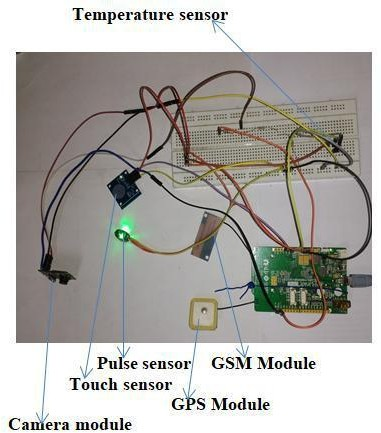 Temperature sensor
Pulse sensor
GSM Module
Touch sensor
GPS Module
Camera module